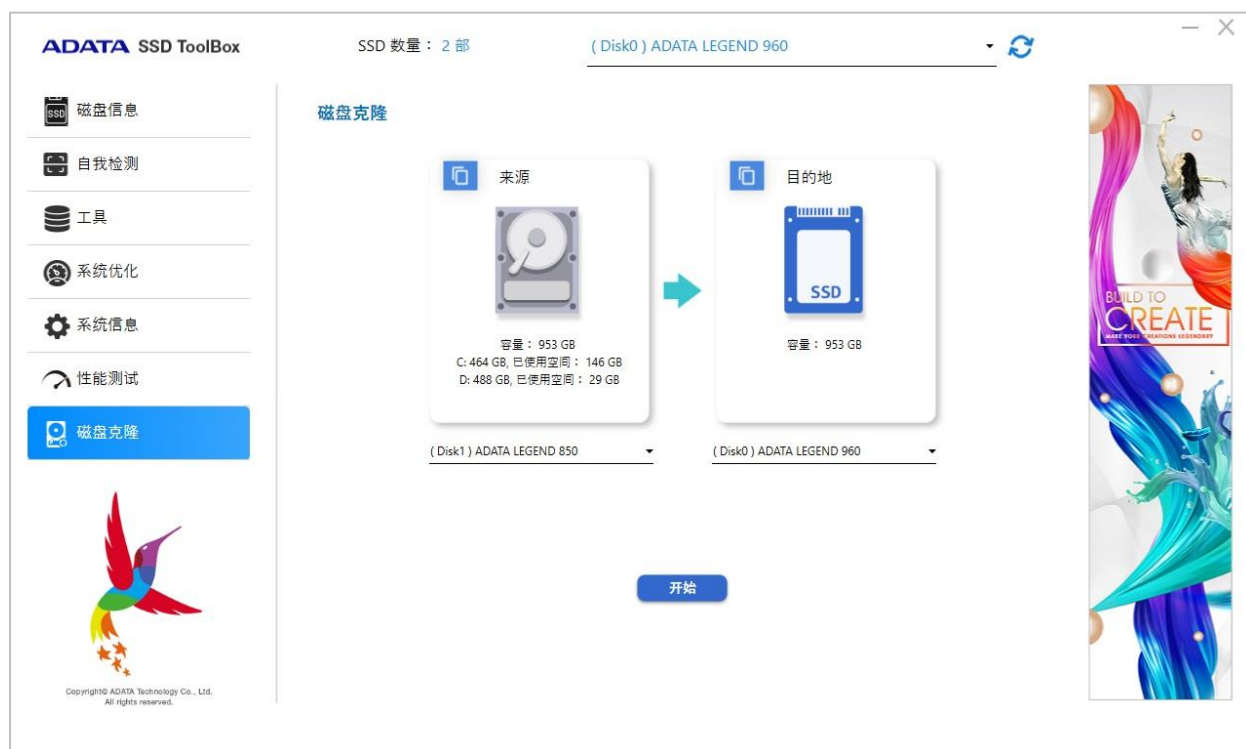 ADATA SSD ToolBox
SSD 数量： 2 部
( Disk0 ) ADATA LEGEND 960
SSD
磁盘信息
自我检测
工具
系统优化
系统信息
性能测试
磁盘克隆
Copyright© ADATA Technology Co., Ltd.
All rights reserved.
磁盘克隆
来源
容量： 953 GB
C: 464 GB, 已使用空间： 146 GB
D: 488 GB, 已使用空间： 29 GB
( Disk1 ) ADATA LEGEND 850
目的地
SSD
容量： 953 GB
( Disk0 ) ADATA LEGEND 960
开始
BUILD TO
CREATE
MAKE YOUR CREATIONS LEGENDARY